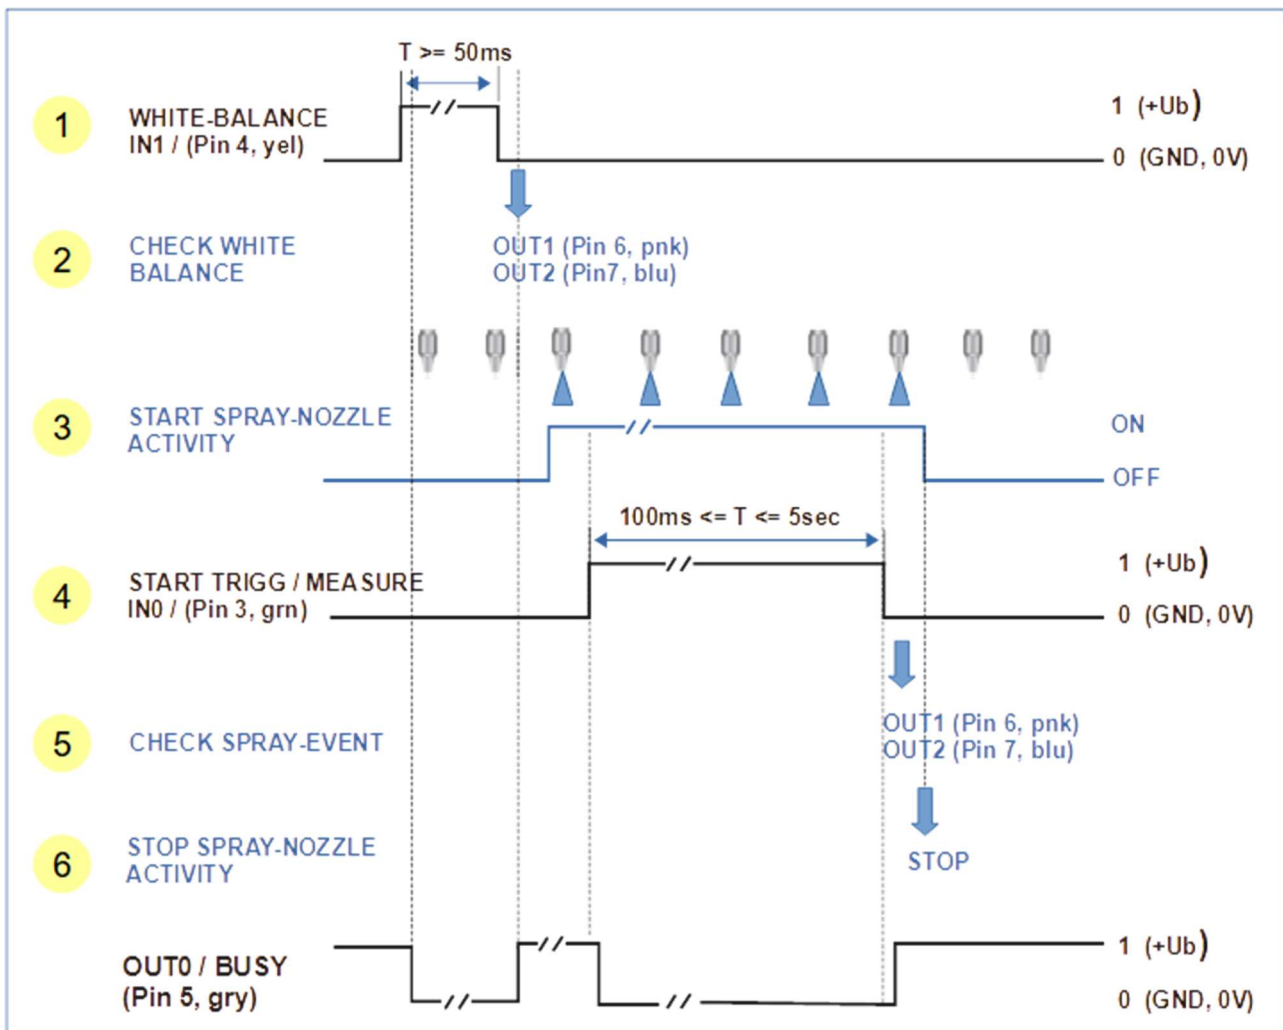 T >= 50ms
1
WHITE-BALANCE
IN1 / (Pin 4, yel)
1 (+Ub)
0 (GND, 0V)
2
CHECK WHITE
BALANCE
OUT1 (Pin 6, pnk)
OUT2 (Pin7, blu)
3
START SPRAY-NOZZLE
ACTIVITY
ON
OFF
100ms <= T <= 5sec
4
START TRIGG / MEASURE
IN0 / (Pin 3, grn)
1 (+Ub)
0 (GND, 0V)
5
CHECK SPRAY-EVENT
OUT1 (Pin 6, pnk)
OUT2 (Pin 7, blu)
6
STOP SPRAY-NOZZLE
ACTIVITY
STOP
OUT0 / BUSY
(Pin 5, gry)
1 (+Ub)
0 (GND, 0V)